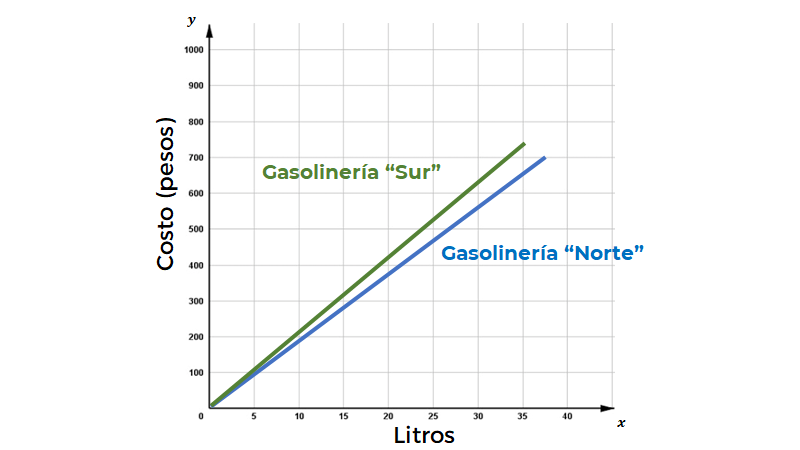 y
1000
900
800
700
600
500
400
300
200
100
0
5 10 15 20 25 30 35 40
x
Costo (pesos)
Litros
Gasolinería “Sur”
Gasolinería “Norte”